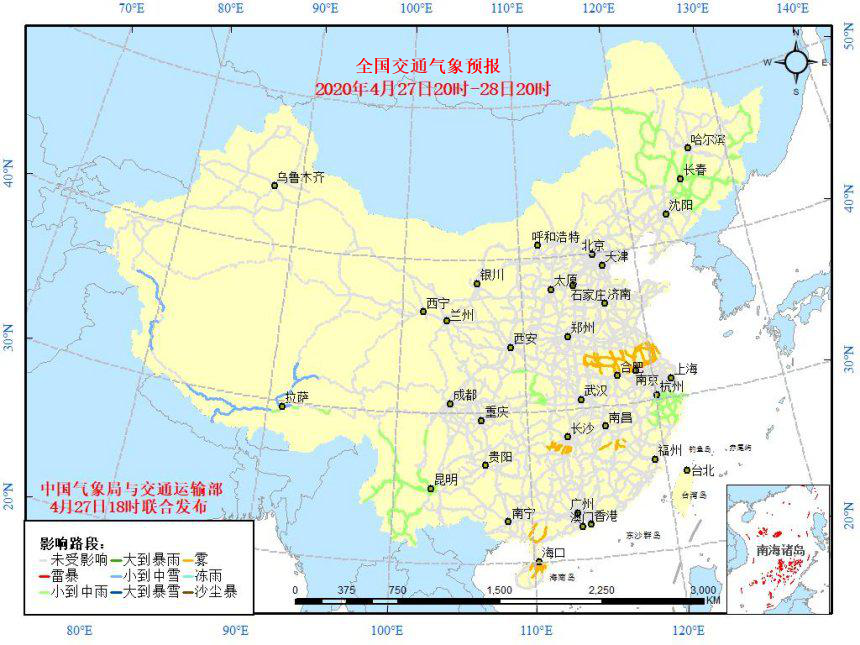 70°E 80°E 90°E 100°E 110°E 120°E 130°E 140°E
50°N
全国交通气象预报
N
W E
S
2020年4月27日20时-28日20时
哈尔滨
长春
乌鲁木齐
40°N
40°N
沈阳
呼和浩特
北京
天津
银川
太原
石家庄
济南
西宁
兰州
郑州
30°N
西安
30°N
合肥
南京
上海
拉萨
成都
武汉
杭州
重庆
南昌
长沙
贵阳
福州
钓鱼岛
赤尾屿
台北
昆明
中国气象局与交通运输部
4月27日18时联合发布
20°N
台湾岛
南宁
广州
澳门
香港
20°N
东沙群岛
南海诸岛
影响路段:
海口
未受影响 大到暴雨 雾
雷暴 小到中雪 冻雨
小到中雨 大到暴雪 沙尘暴
海南岛
0 375 750 1,500 2,250 3,000
KM
80°E 90°E 100°E 110°E 120°E